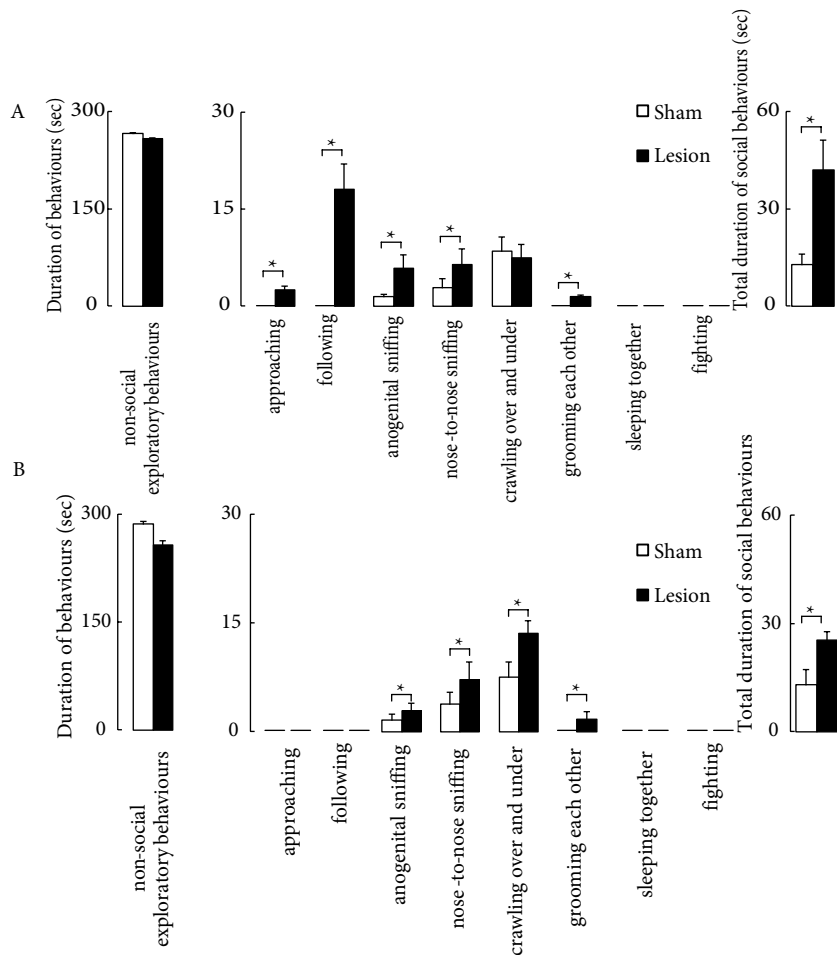 A
Duration of behaviours (sec)
300
150
0
non-social
exploratory behaviours
30
15
0
*
*
*
*
*
approaching
following
anogenital sniffing
nose-to-nose sniffing
crawling over and under
grooming each other
sleeping together
fighting
Sham
Lesion
Total duration of social behaviours (sec)
60
30
0
*
B
Duration of behaviours (sec)
300
150
0
non-social
exploratory behaviours
30
15
0
*
*
*
*
approaching
following
anogenital sniffing
nose-to-nose sniffing
crawling over and under
grooming each other
sleeping together
fighting
Sham
Lesion
Total duration of social behaviours
60
30
0
*